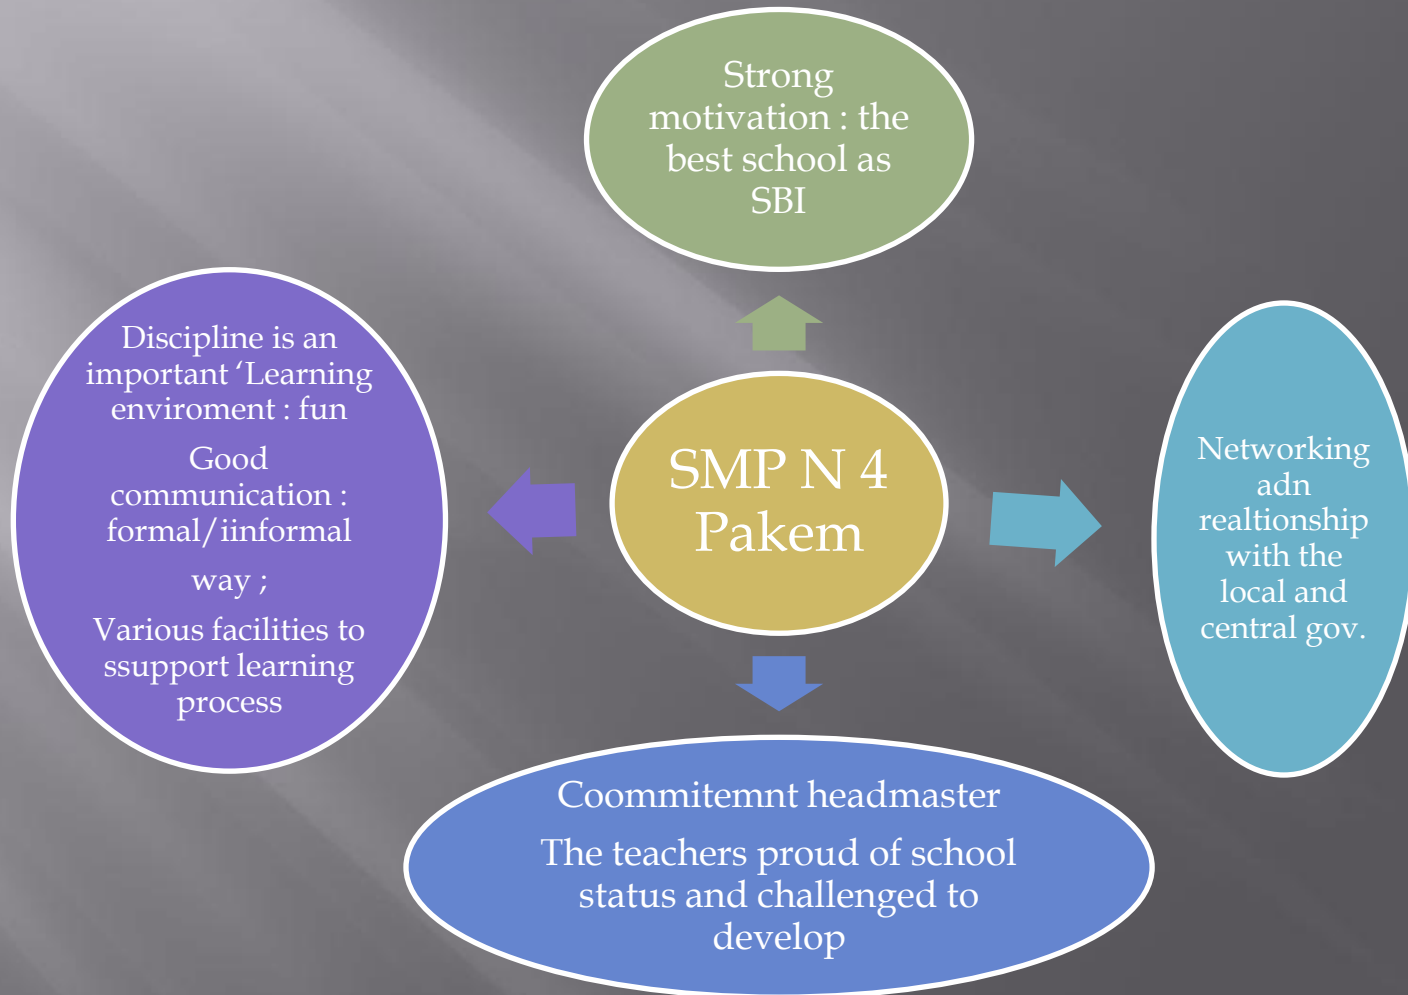 Strong
motivation : the
best school as
SBI
Discipline is an
important ‘Learning
enviroment : fun
Good
communication :
formal/iinformal
way ;
Various facilities to
ssupport learning
process
SMP N 4
Pakem
Networking
adn
realtionship
with the
local and
central gov.
Coommitemnt headmaster
The teachers proud of school
status and challenged to
develop